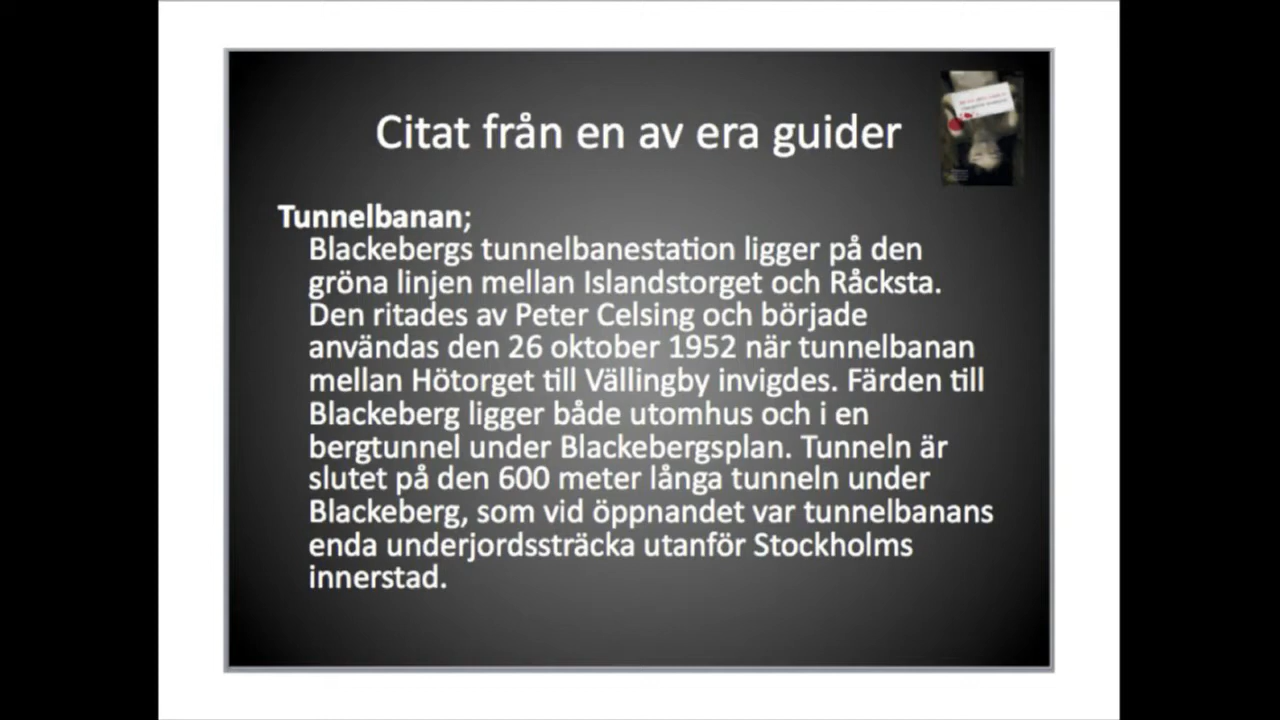 Citat från en av era guider
Tunnelbanan;
Blackebergs tunnelbanestation ligger på den
gröna linjen mellan Islandstorget och Råcksta.
Den ritades av Peter Celsing och började
användas den 26 oktober 1952 när tunnelbanan
mellan Hötorget till Vällingby invigdes. Färden till
Blackeberg ligger både utomhus och i en
bergtunnel under Blackebergsplan. Tunneln är
slutet på den 600 meter långa tunneln under
Blackeberg, som vid öppnandet var tunnelbanans
enda underjordssträcka utanför Stockholms
innerstad.